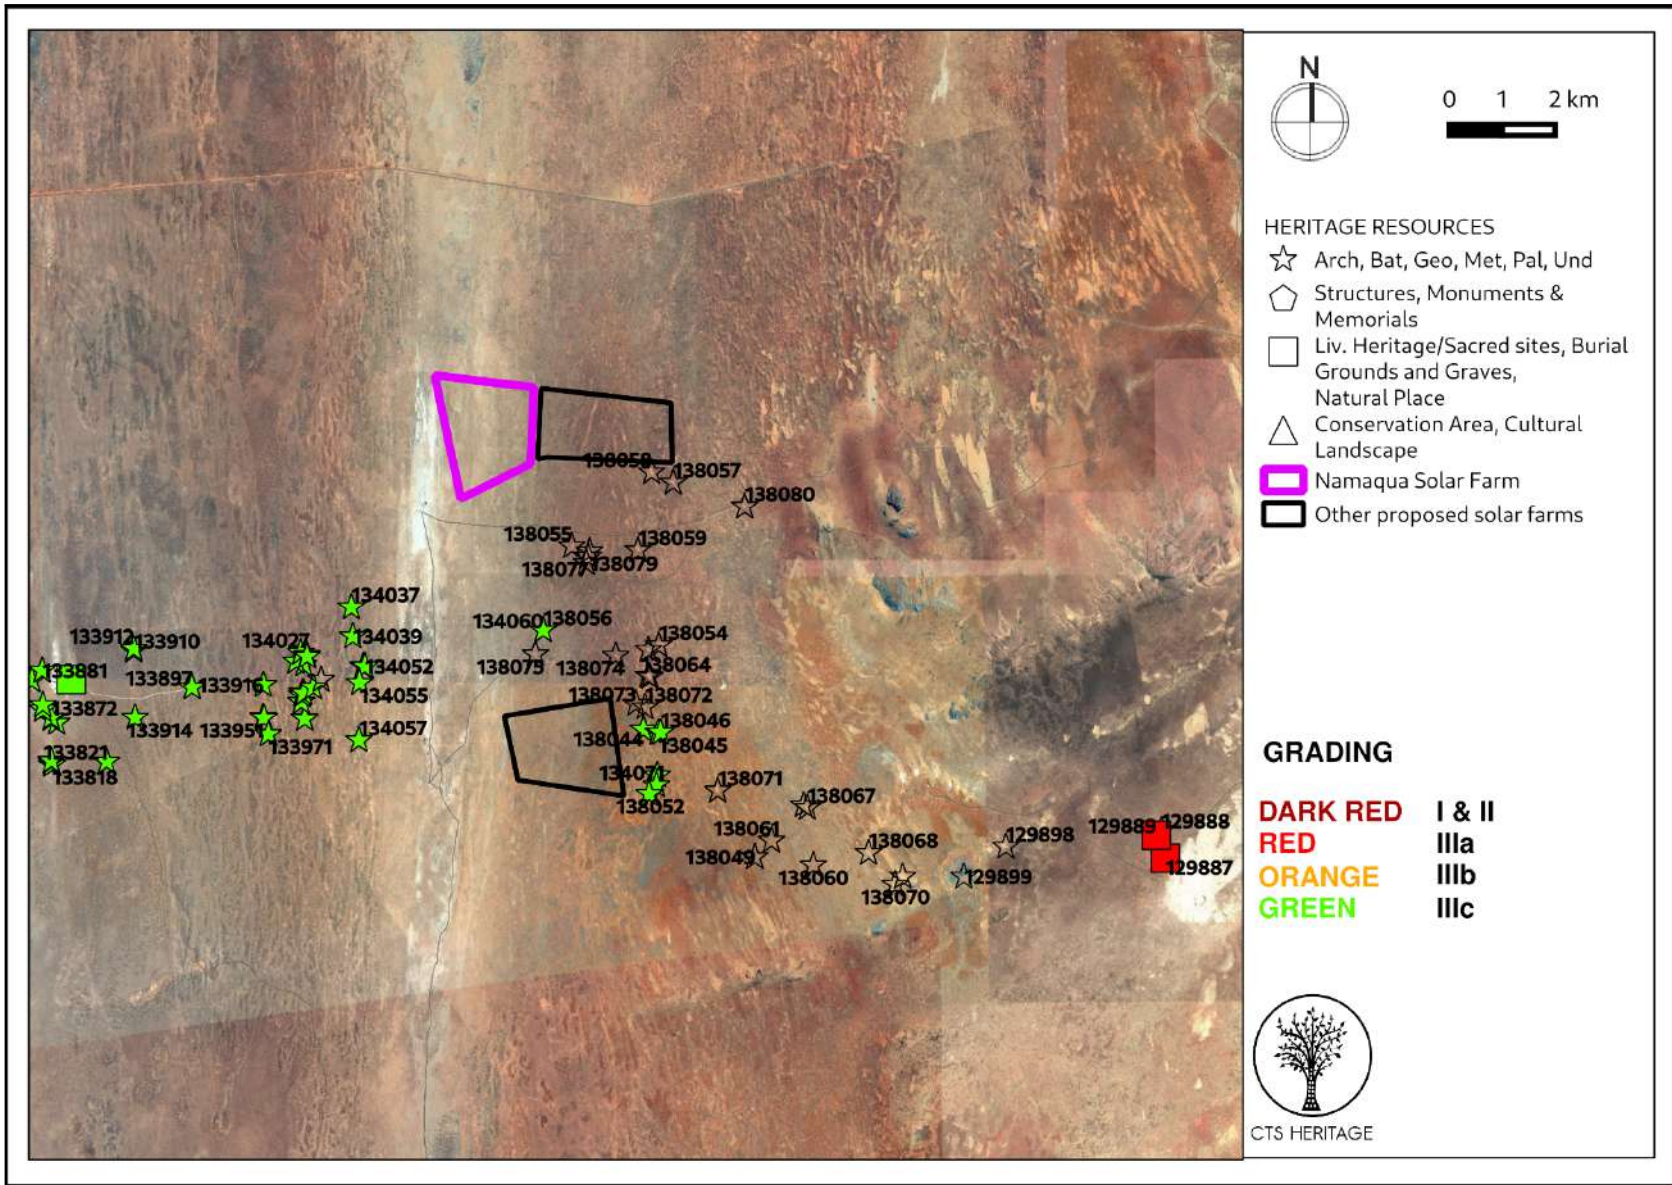 N
0 1 2 km
HERITAGE RESOURCES
Arch, Bat, Geo, Met, Pal, Und
Structures, Monuments &
Memorials
Liv. Heritage/Sacred sites, Burial
Grounds and Graves,
Natural Place
Conservation Area, Cultural
Landscape
Namaqua Solar Farm
Other proposed solar farms
GRADING
DARK RED I & II
RED IIIa
ORANGE IIIb
GREEN IIIc
CTS HERITAGE
138058
138057
138080
138055
138059
138077
138079
134037
134060
138056
133912
133910
134027
134039
138054
138075
138074
138064
133881
134052
133897
133916
134055
138073
138072
133872
133914
133951
133971
134057
138046
138044
138045
133821
133818
134071
138071
138052
138067
138061
129898
129889
129888
138049
138068
138060
129899
129887
138070